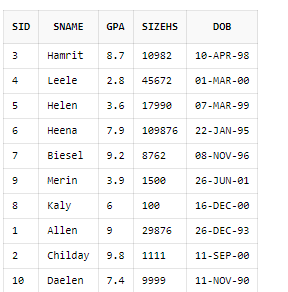 SID SNAME GPA SIZEHS DOB
3 Hamrit 8.7 10982 10-APR-98
4 Leele 2.8 45672 01-MAR-00
5 Helen 3.6 17990 07-MAR-99
6 Heena 7.9 109876 22-JAN-95
7 Biesel 9.2 8762 08-NOV-96
9 Merin 3.9 1500 26-JUN-01
8 Kaly 6 100 16-DEC-00
1 Allen 9 29876 26-DEC-93
2 Childay 9.8 1111 11-SEP-00
10 Daelen 7.4 9999 11-NOV-90